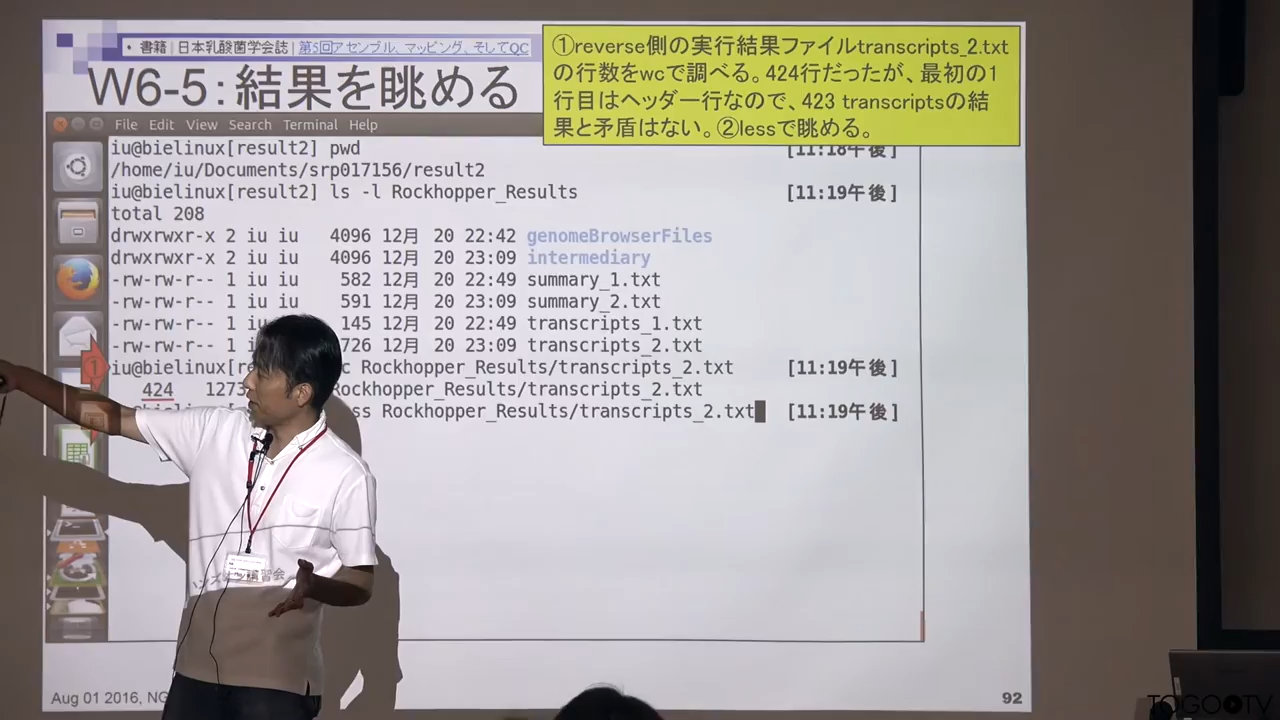 • 書籍 | 日本乳酸菌学会誌 | 第5回アセンブル、マッピング、そしてQC
W6-5:結果を眺める
①reverse側の実行結果ファイルtranscripts_2.txt
の行数をwcで調べる。424行だったが、最初の1
行目はヘッダー行なので、423 transcriptsの結
果と矛盾はない。②lessで眺める。
File Edit View Search Terminal Help
iu@bielinux[result2] pwd [11:18午後]
/home/iu/Documents/srp017156/result2
iu@bielinux[result2] ls -l Rockhopper_Results [11:19午後]
total 208
drwxrwxr-x 2 iu iu 4096 12月 20 22:42 genomeBrowserFiles
drwxrwxr-x 2 iu iu 4096 12月 20 23:09 intermediary
-rw-rw-r-- 1 iu iu 582 12月 20 22:49 summary_1.txt
-rw-rw-r-- 1 iu iu 591 12月 20 23:09 summary_2.txt
-rw-rw-r-- 1 iu 145 12月 20 22:49 transcripts_1.txt
-rw-rw-r-- 1 726 12月 20 23:09 transcripts_2.txt
① iu@bielinux[ c Rockhopper_Results/transcripts_2.txt [11:19午後]
424 1273 Rockhopper_Results/transcripts_2.txt
ss Rockhopper_Results/transcripts_2.txt [11:19午後]
Aug 01 2016, NG
92
TOGOTV